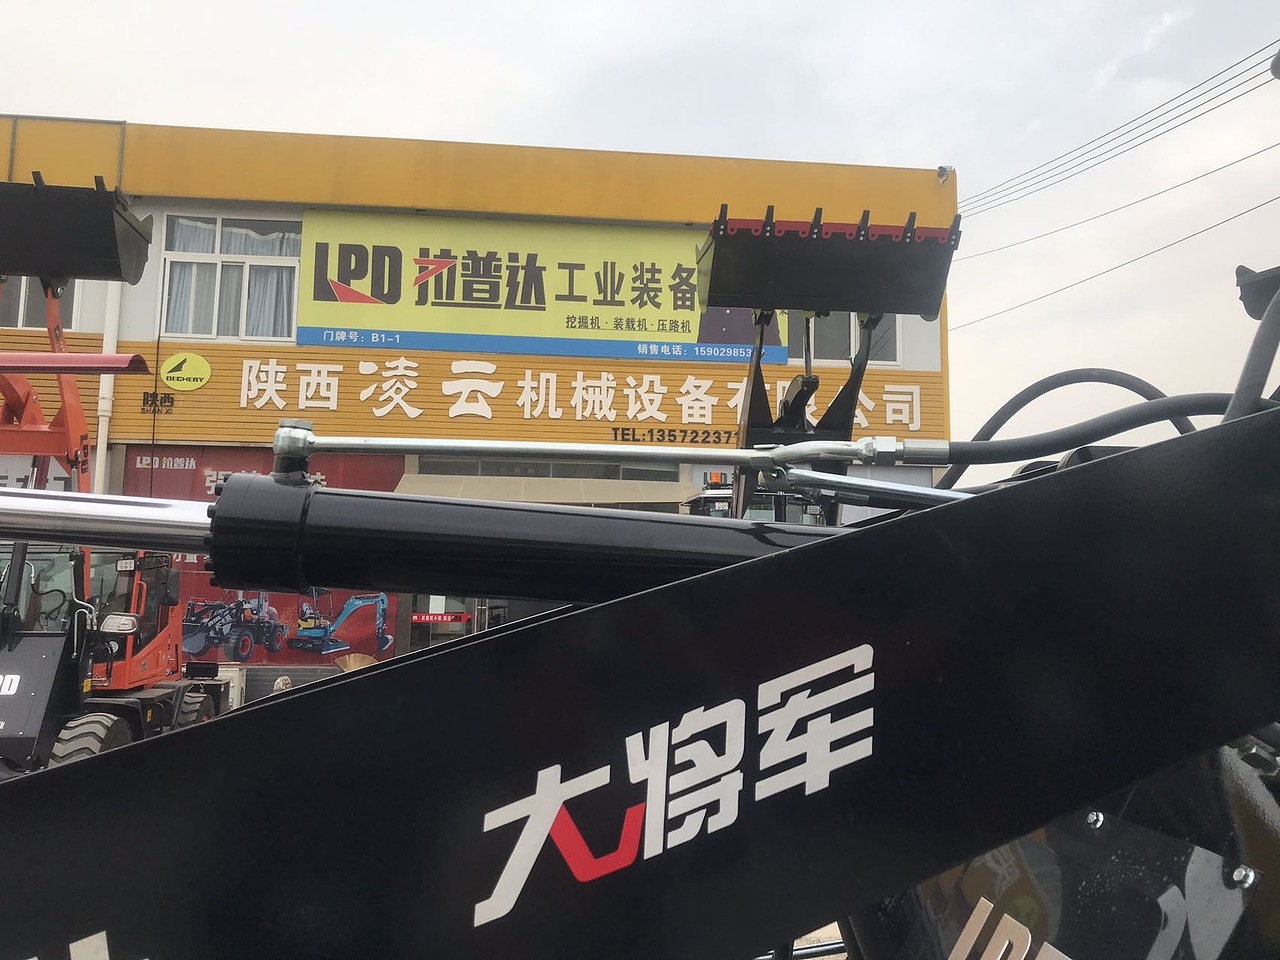 LPD 拉普达工业装备
挖掘机·装载机·压路机
门牌号：B1-1
销售电话：159029853
DECHERY
陕西
SHAN XI
陕西凌云机械设备有限公司
TEL:13572237
LPD 拉普达
大将军